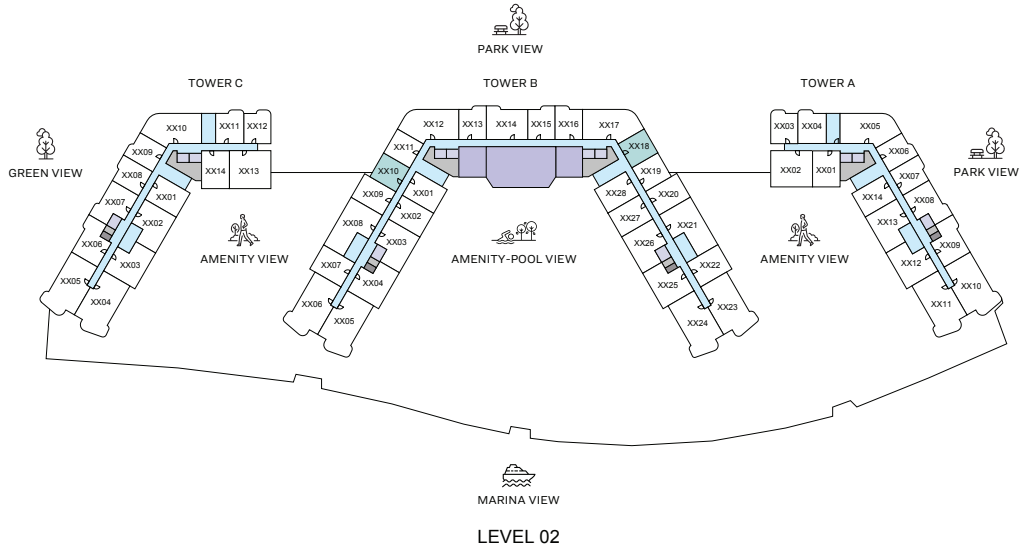 PARK VIEW
TOWER C
TOWER B
TOWER A
XX10
XX11
XX12
XX09
XX08
XX07
XX06
XX05
XX04
XX03
XX02
XX01
XX14
XX13
XX12
XX13
XX14
XX15
XX16
XX17
XX11
XX10
XX09
XX08
XX07
XX06
XX05
XX04
XX03
XX02
XX01
XX18
XX19
XX20
XX21
XX22
XX23
XX24
XX25
XX26
XX27
XX28
XX03
XX04
XX05
XX02
XX01
XX06
XX07
XX08
XX09
XX10
XX11
XX12
XX13
XX14
GREEN VIEW
PARK VIEW
AMENITY VIEW
AMENITY-POOL VIEW
AMENITY VIEW
MARINA VIEW
LEVEL 02